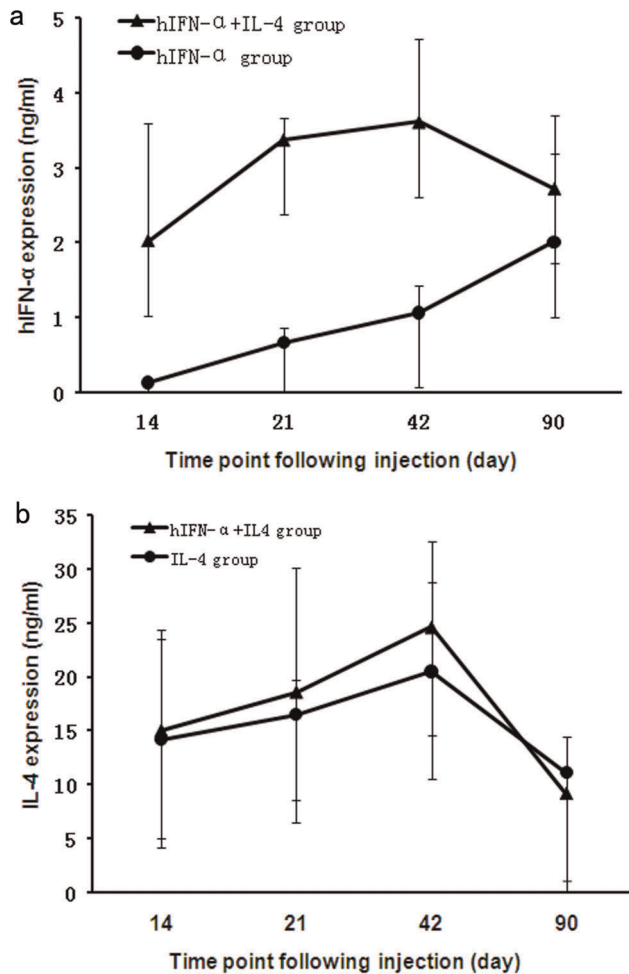 a
hIFN-α+IL-4 group
hIFN-α group
hIFN-α expression (ng/ml)
5
4
3
2
1
0
14 21 42 90
Time point following injection (day)
b
hIFN-α+IL4 group
IL-4 group
IL-4 expression (ng/ml)
35
30
25
20
15
10
5
0
14 21 42 90
Time point following injection (day)